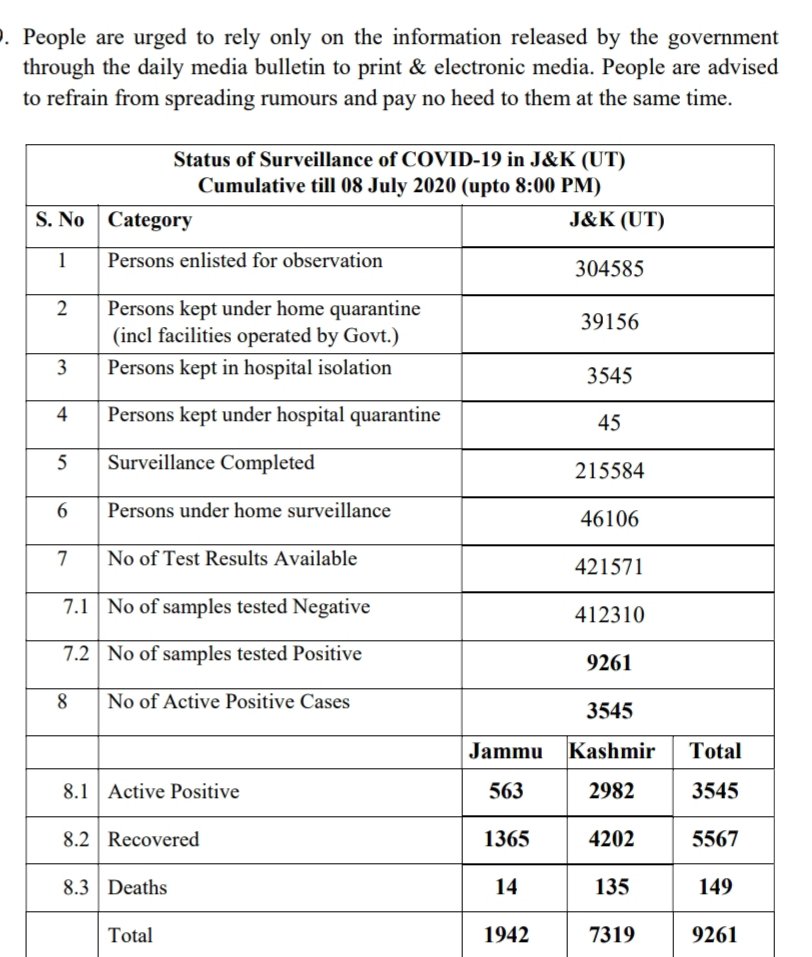 9. People are urged to rely only on the information released by the government
through the daily media bulletin to print & electronic media. People are advised
to refrain from spreading rumours and pay no heed to them at the same time.
Status of Surveillance of COVID-19 in J&K (UT)
Cumulative till 08 July 2020 (upto 8:00 PM)
S. No Category J&K (UT)
1 Persons enlisted for observation 304585
2 Persons kept under home quarantine
(incl facilities operated by Govt.) 39156
3 Persons kept in hospital isolation 3545
4 Persons kept under hospital quarantine 45
5 Surveillance Completed 215584
6 Persons under home surveillance 46106
7 No of Test Results Available 421571
7.1 No of samples tested Negative 412310
7.2 No of samples tested Positive 9261
8 No of Active Positive Cases 3545
Jammu Kashmir Total
8.1 Active Positive 563 2982 3545
8.2 Recovered 1365 4202 5567
8.3 Deaths 14 135 149
Total 1942 7319 9261